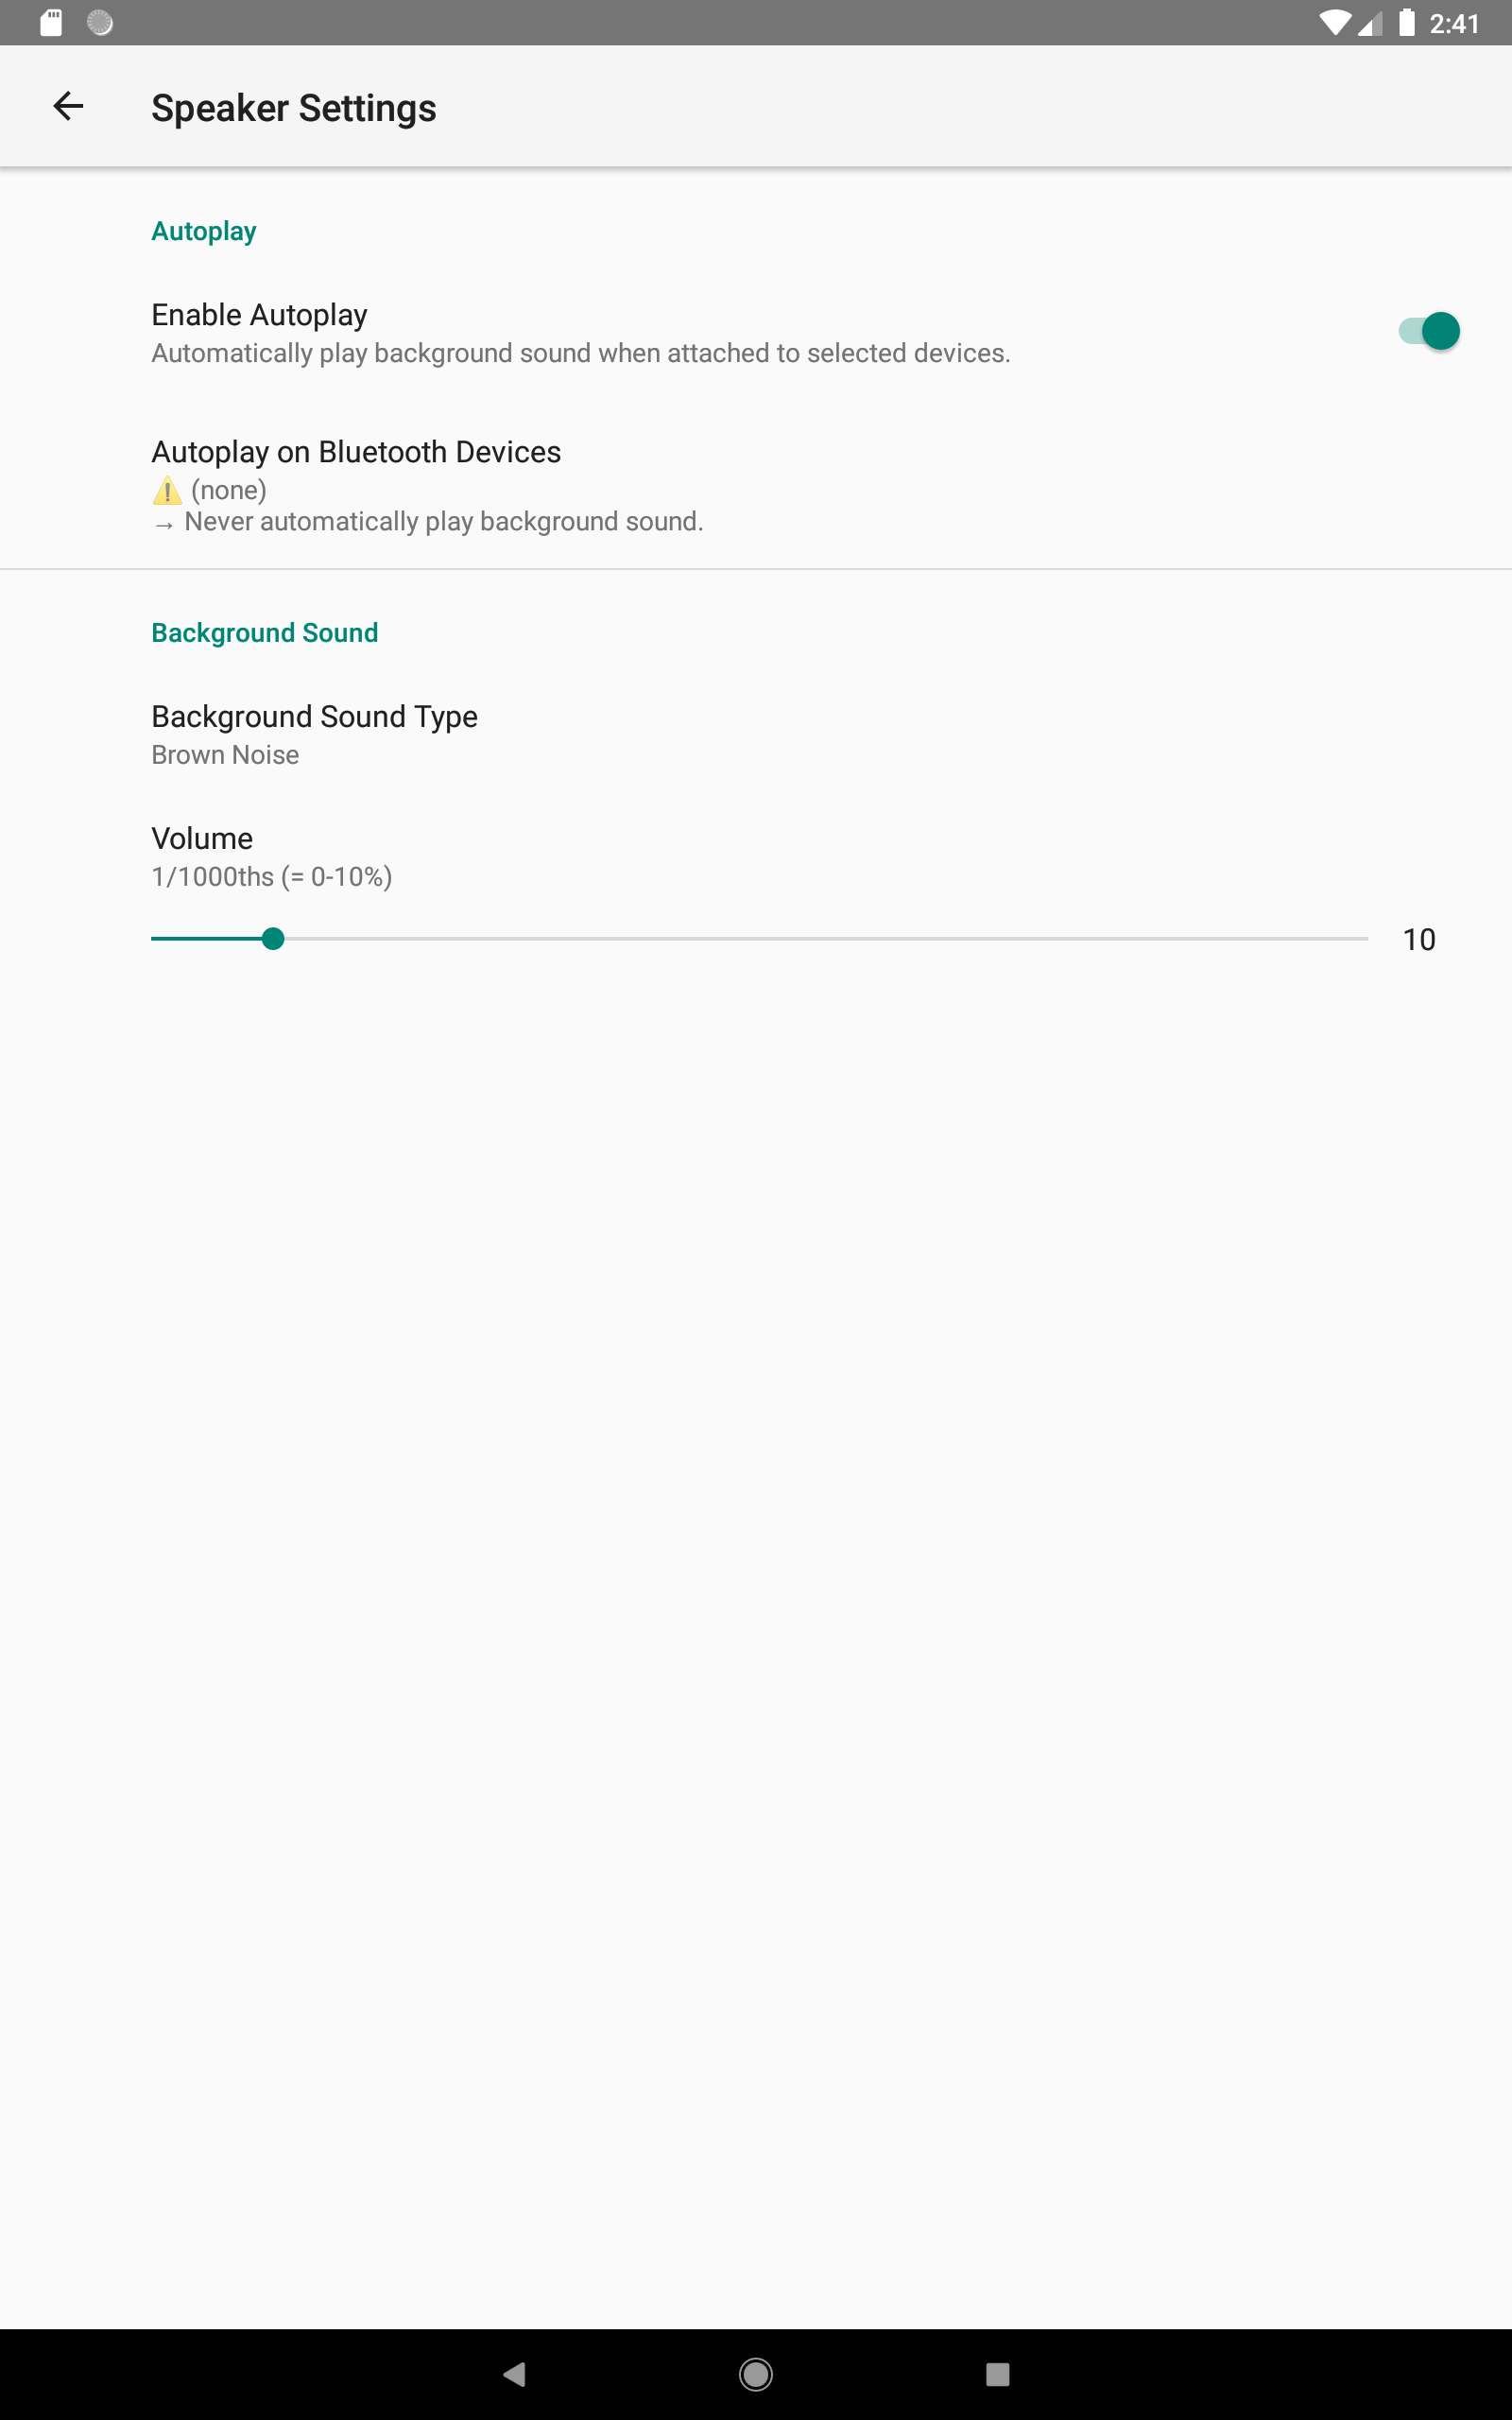 2:41
Speaker Settings
Autoplay
Enable Autoplay
Automatically play background sound when attached to selected devices.
Autoplay on Bluetooth Devices
⚠️ (none)
→ Never automatically play background sound.
Background Sound
Background Sound Type
Brown Noise
Volume
1/1000ths (= 0-10%)
10